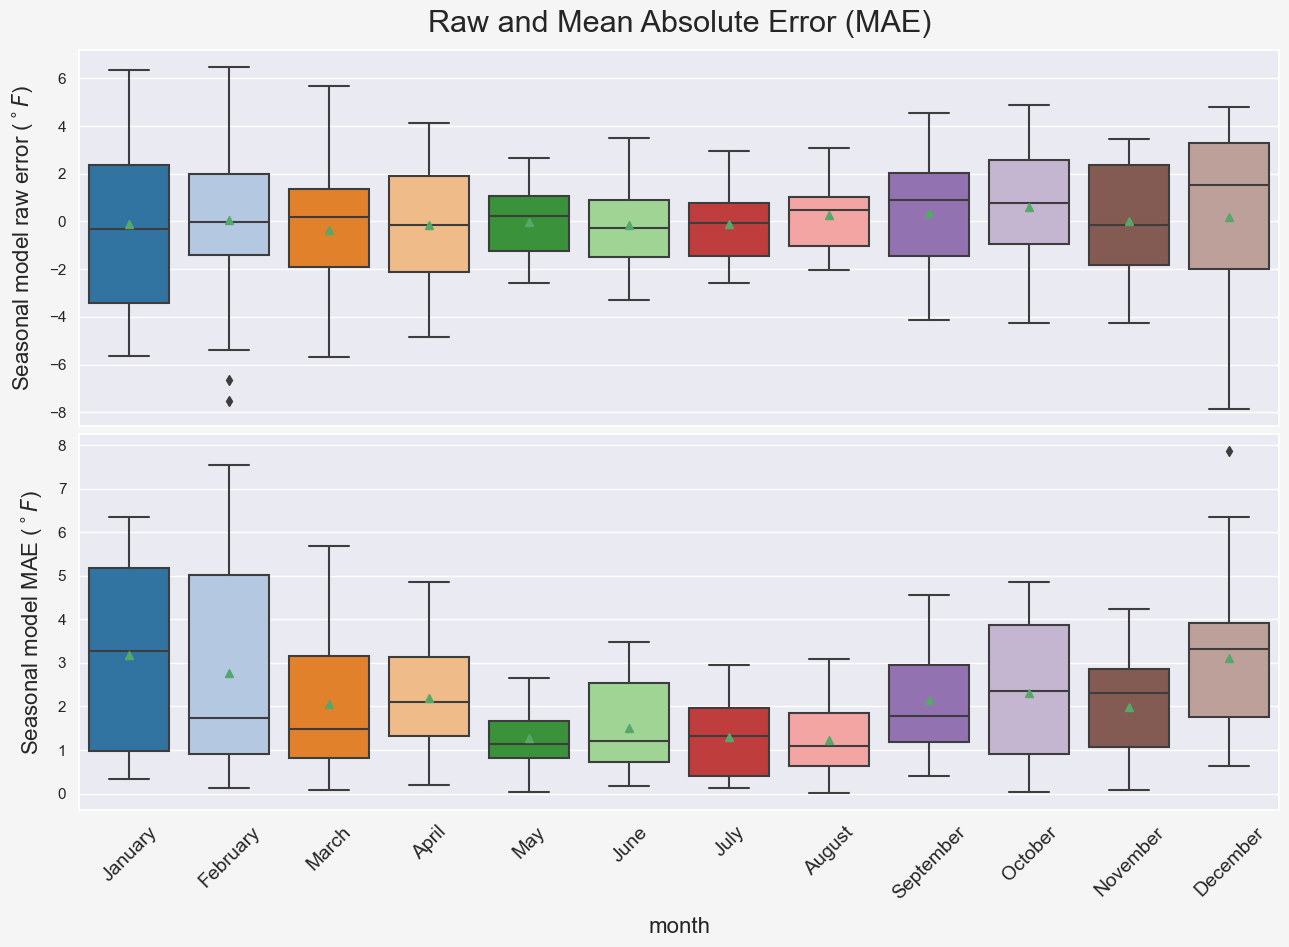 Raw and Mean Absolute Error (MAE)
Seasonal model raw error (°F)
6
4
2
0
−2
−4
−6
−8
Seasonal model MAE (°F)
8
7
6
5
4
3
2
1
0
January
February
March
April
May
June
July
August
September
October
November
December
month